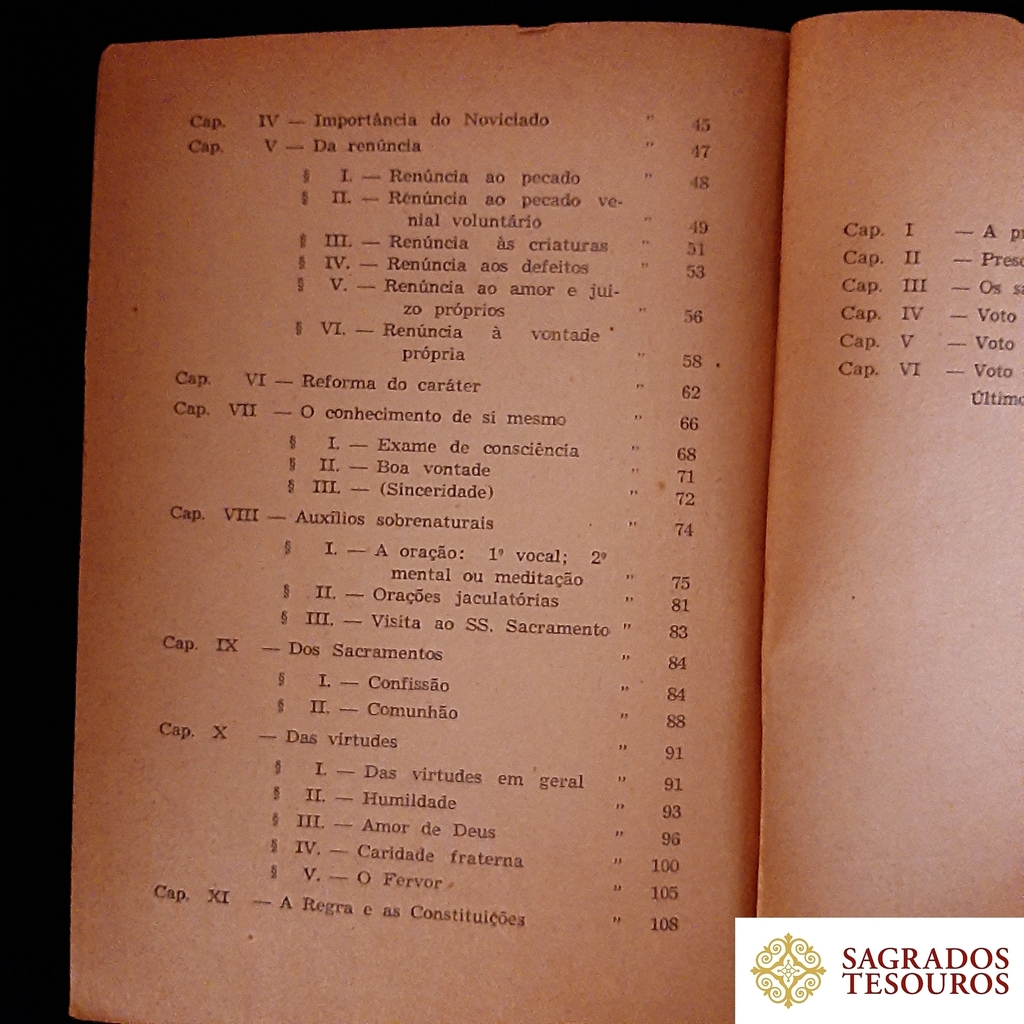 Cap. IV — Importância do Noviciado " 45
Cap. V — Da renúncia " 47
§ I. — Renúncia ao pecado " 48
§ II. — Renúncia ao pecado ve-
nial voluntário " 49
§ III. — Renúncia às criaturas " 51
§ IV. — Renúncia aos defeitos " 53
§ V. — Renúncia ao amor e jui-
zo próprios " 56
§ VI. — Renúncia à vontade
própria " 58
Cap. VI — Reforma do caráter " 62
Cap. VII — O conhecimento de si mesmo " 66
§ I. — Exame de consciência " 68
§ II. — Boa vontade " 71
§ III. — (Sinceridade) " 72
Cap. VIII — Auxílios sobrenaturais " 74
§ I. — A oração: 1º vocal; 2º
mental ou meditação " 75
§ II. — Orações jaculatórias " 81
§ III. — Visita ao SS. Sacramento " 83
Cap. IX — Dos Sacramentos " 84
§ I. — Confissão " 84
§ II. — Comunhão " 88
Cap. X — Das virtudes " 91
§ I. — Das virtudes em geral " 91
§ II. — Humildade " 93
§ III. — Amor de Deus " 96
§ IV. — Caridade fraterna " 100
§ V. — O Fervor " 105
Cap. XI — A Regra e as Constituições " 108
Cap. I — A
Cap. II —
Cap. III — Os
Cap. IV — Voto
Cap. V — Voto
Cap. VI — Voto
SAGRADOS
TESOUROS